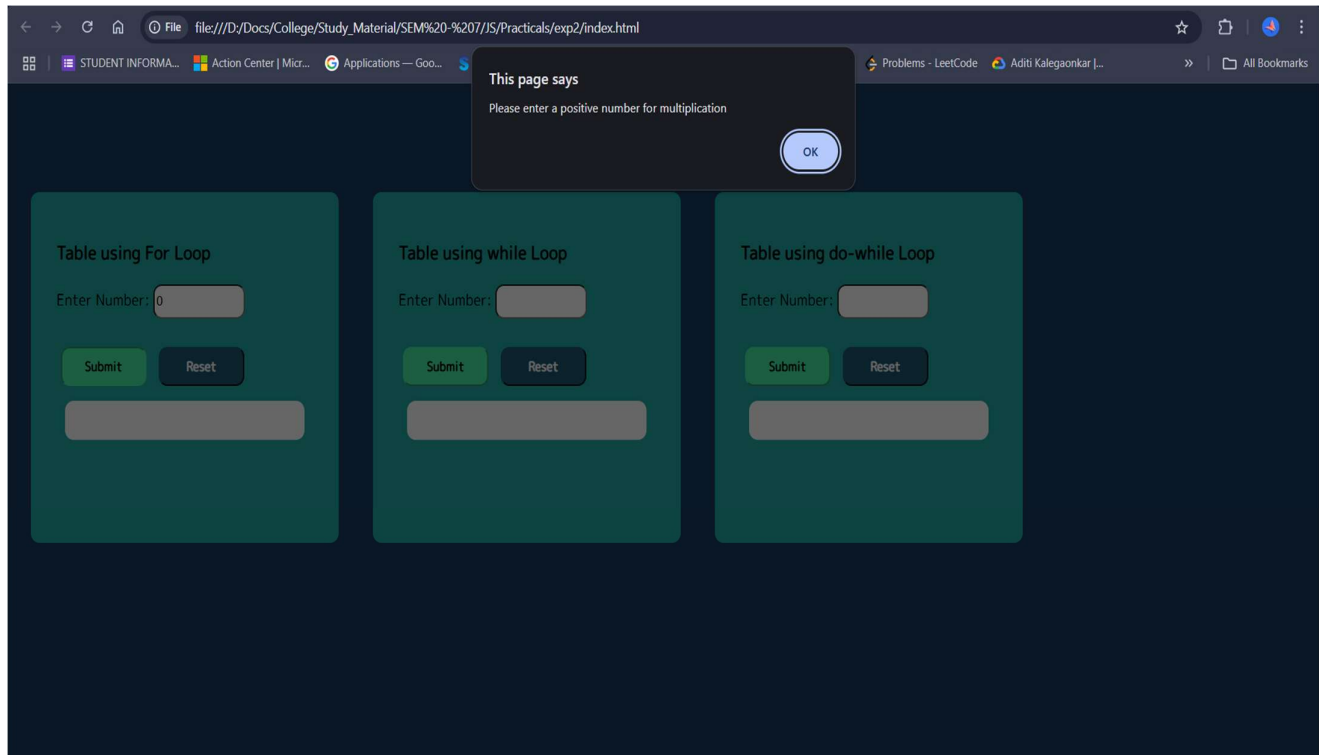 File file:///D:/Docs/College/Study_Material/SEM%20-%207/JS/Practicals/exp2/index.html
STUDENT INFORMA... Action Center | Micr... Applications — Goo... Problems - LeetCode Aditi Kalegaonkar |... » All Bookmarks
This page says
Please enter a positive number for multiplication
OK
Table using For Loop
Enter Number: 0
Submit Reset
Table using while Loop
Enter Number:
Submit Reset
Table using do-while Loop
Enter Number:
Submit Reset